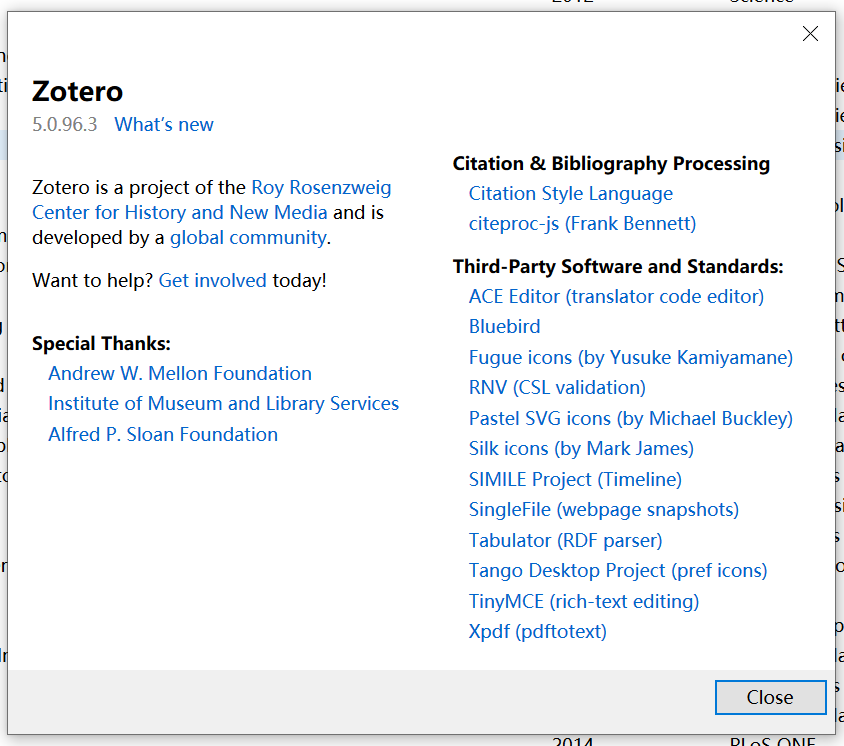 Zotero
5.0.96.3 What's new
Zotero is a project of the Roy Rosenzweig
Center for History and New Media and is
developed by a global community.
Want to help? Get involved today!
Special Thanks:
Andrew W. Mellon Foundation
Institute of Museum and Library Services
Alfred P. Sloan Foundation
Citation & Bibliography Processing
Citation Style Language
citeproc-js (Frank Bennett)
Third-Party Software and Standards:
ACE Editor (translator code editor)
Bluebird
Fugue icons (by Yusuke Kamiyamane)
RNV (CSL validation)
Pastel SVG icons (by Michael Buckley)
Silk icons (by Mark James)
SIMILE Project (Timeline)
SingleFile (webpage snapshots)
Tabulator (RDF parser)
Tango Desktop Project (pref icons)
TinyMCE (rich-text editing)
Xpdf (pdftotext)
Close
2014 PLoS ONE